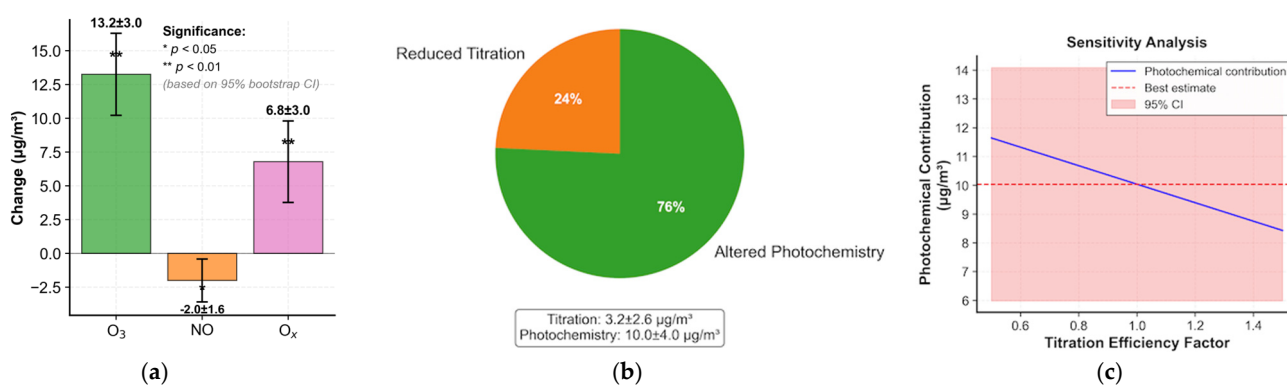 13.2±3.0
**
Significance:
* p < 0.05
** p < 0.01
(based on 95% bootstrap CI)
6.8±3.0
**
*
-2.0±1.6
Change (µg/m³)
15.0
12.5
10.0
7.5
5.0
2.5
0.0
−2.5
O₃
NO
Oₓ
(a)
Reduced Titration
24%
76%
Altered Photochemistry
Titration: 3.2±2.6 µg/m³
Photochemistry: 10.0±4.0 µg/m³
(b)
Sensitivity Analysis
Photochemical contribution
Best estimate
95% CI
Photochemical Contribution
(µg/m³)
14
13
12
11
10
9
8
7
6
0.6
0.8
1.0
1.2
1.4
Titration Efficiency Factor
(c)